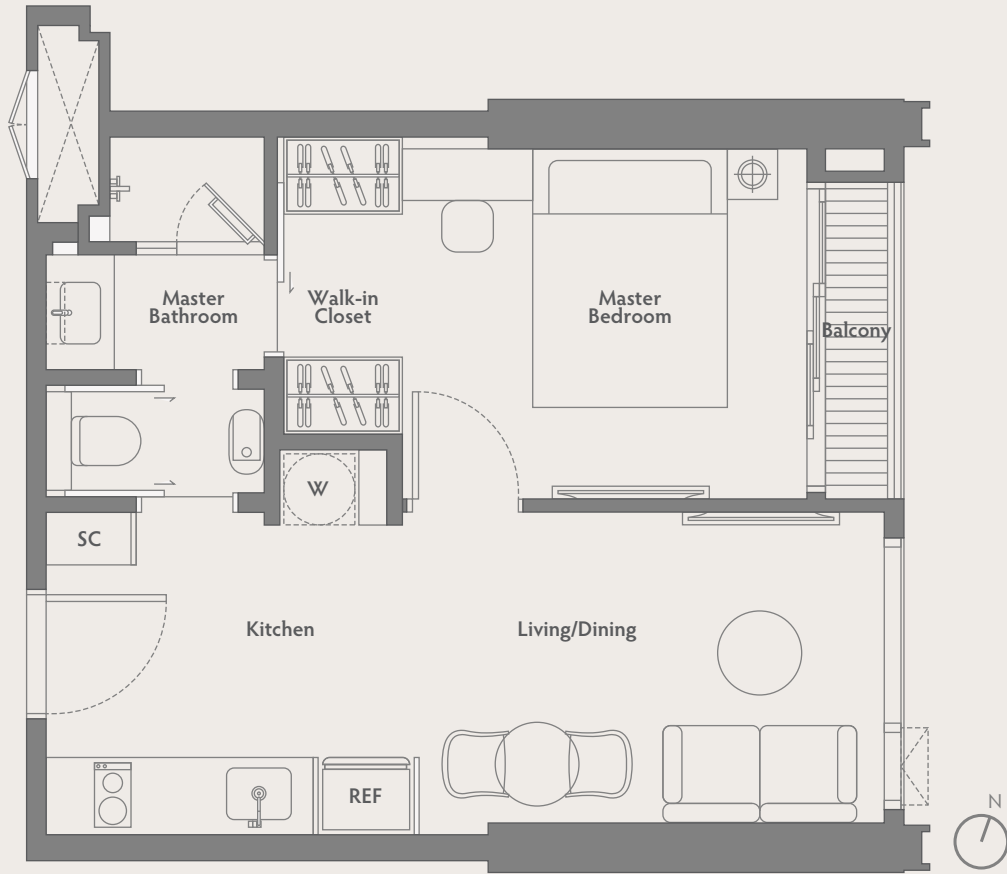 Master
Bathroom
Walk-in
Closet
Master
Bedroom
Balcony
W
SC
Kitchen
Living/Dining
REF
N